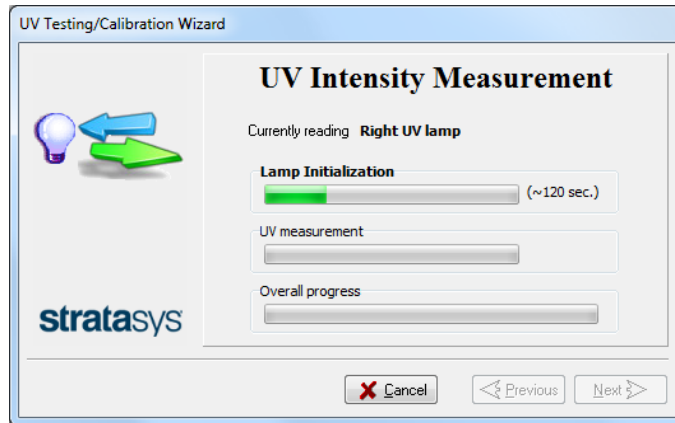 UV Testing/Calibration Wizard
UV Intensity Measurement
Currently reading Right UV lamp
Lamp Initialization
(~120 sec.)
UV measurement
Overall progress
stratasys
Cancel
Previous
Next